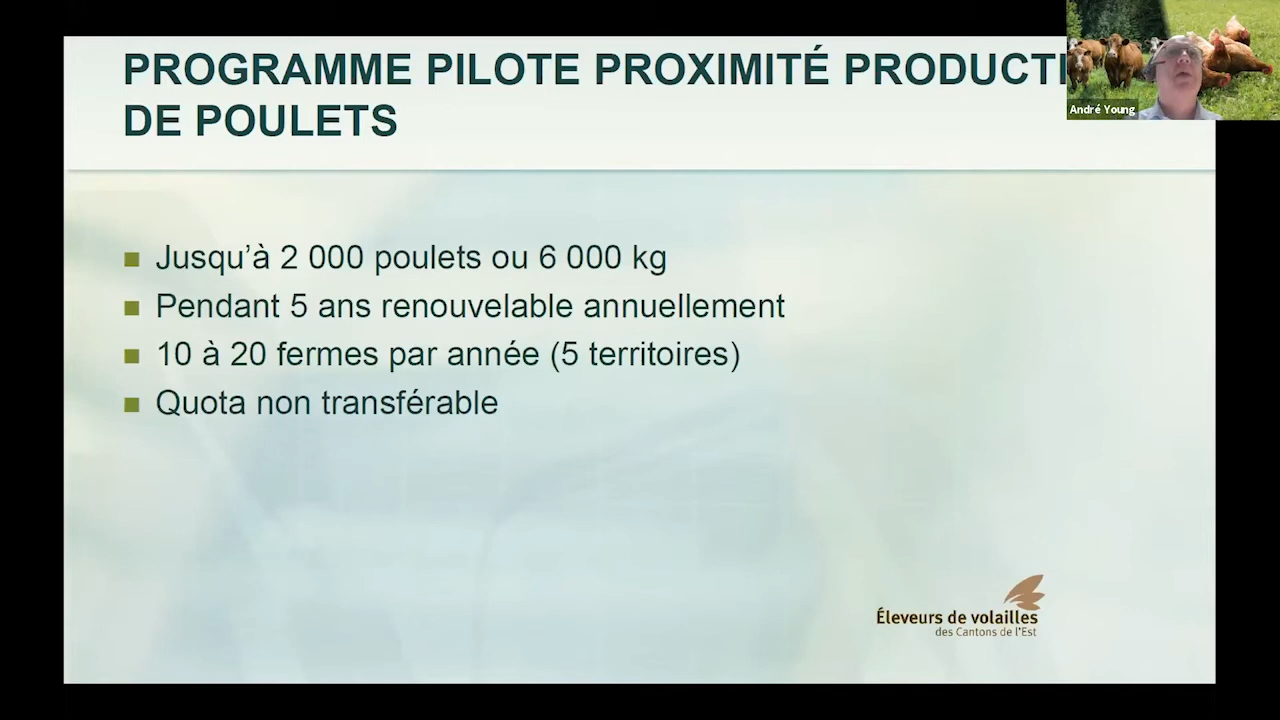 PROGRAMME PILOTE PROXIMITÉ PRODUCTI
DE POULETS
André Young
Jusqu’à 2 000 poulets ou 6 000 kg
Pendant 5 ans renouvelable annuellement
10 à 20 fermes par année (5 territoires)
Quota non transférable
Éleveurs de volailles
des Cantons de l'Est